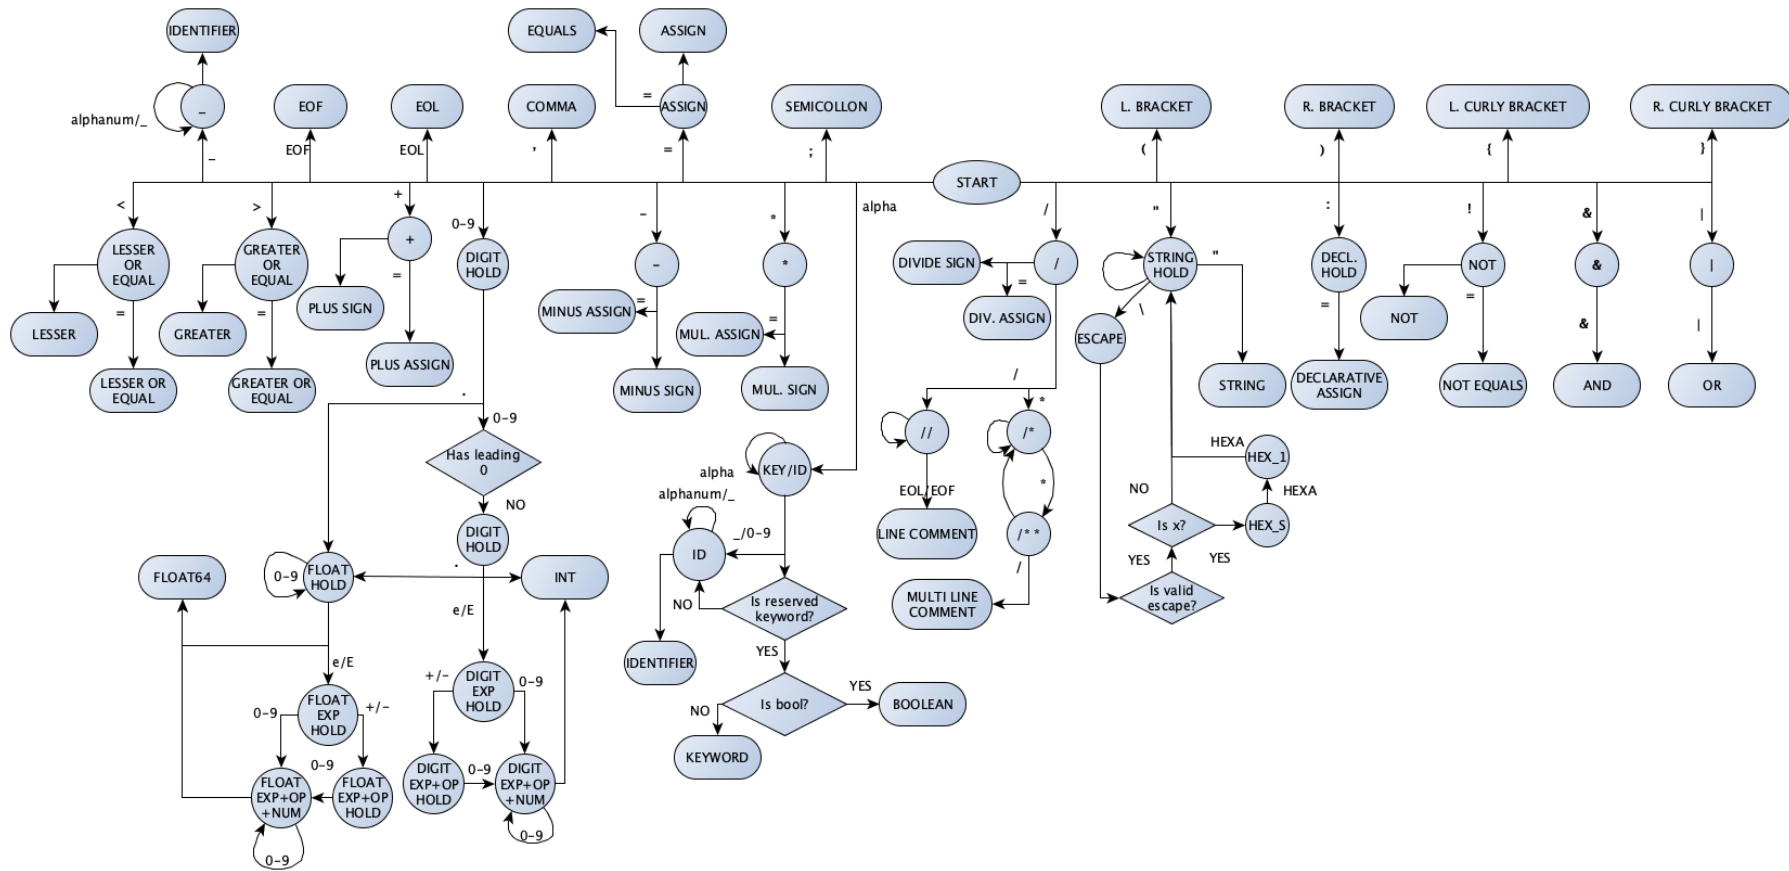 IDENTIFIER
EQUALS
ASSIGN
_
alphanum/_
EOF
EOL
COMMA
=
ASSIGN
SEMICOLLON
L. BRACKET
R. BRACKET
L. CURLY BRACKET
R. CURLY BRACKET
_
EOF
EOL
,
=
;
(
)
{
}
START
<
>
+
0-9
-
*
alpha
/
"
:
!
&
|
LESSER
OR
EQUAL
GREATER
OR
EQUAL
+
DIGIT
HOLD
-
*
DIVIDE SIGN
/
STRING
HOLD
"
DECL.
HOLD
NOT
&
|
=
=
=
=
=
=
=
=
LESSER
GREATER
PLUS SIGN
MINUS ASSIGN
MUL. ASSIGN
DIV. ASSIGN
/
ESCAPE
NOT
&
|
LESSER OR
EQUAL
GREATER OR
EQUAL
PLUS ASSIGN
MINUS SIGN
MUL. SIGN
STRING
DECLARATIVE
ASSIGN
NOT EQUALS
AND
OR
.
0-9
/
*
Has leading
0
NO
DIGIT
HOLD
alpha
KEY/ID
//
/*
*
EOL/EOF
LINE COMMENT
/**
/
MULTI LINE
COMMENT
HEXA
HEX_1
HEXA
NO
Is x?
HEX_S
YES
YES
Is valid
escape?
alphanum/_
ID
_/0-9
NO
Is reserved
keyword?
YES
IDENTIFIER
Is bool?
YES
BOOLEAN
NO
KEYWORD
FLOAT64
0-9
FLOAT
HOLD
.
INT
e/E
e/E
+/-
DIGIT
EXP
HOLD
0-9
0-9
FLOAT
EXP
HOLD
+/-
FLOAT
EXP+OP
+NUM
0-9
FLOAT
EXP+OP
HOLD
DIGIT
EXP+OP
HOLD
0-9
DIGIT
EXP+OP
+NUM
0-9
0-9